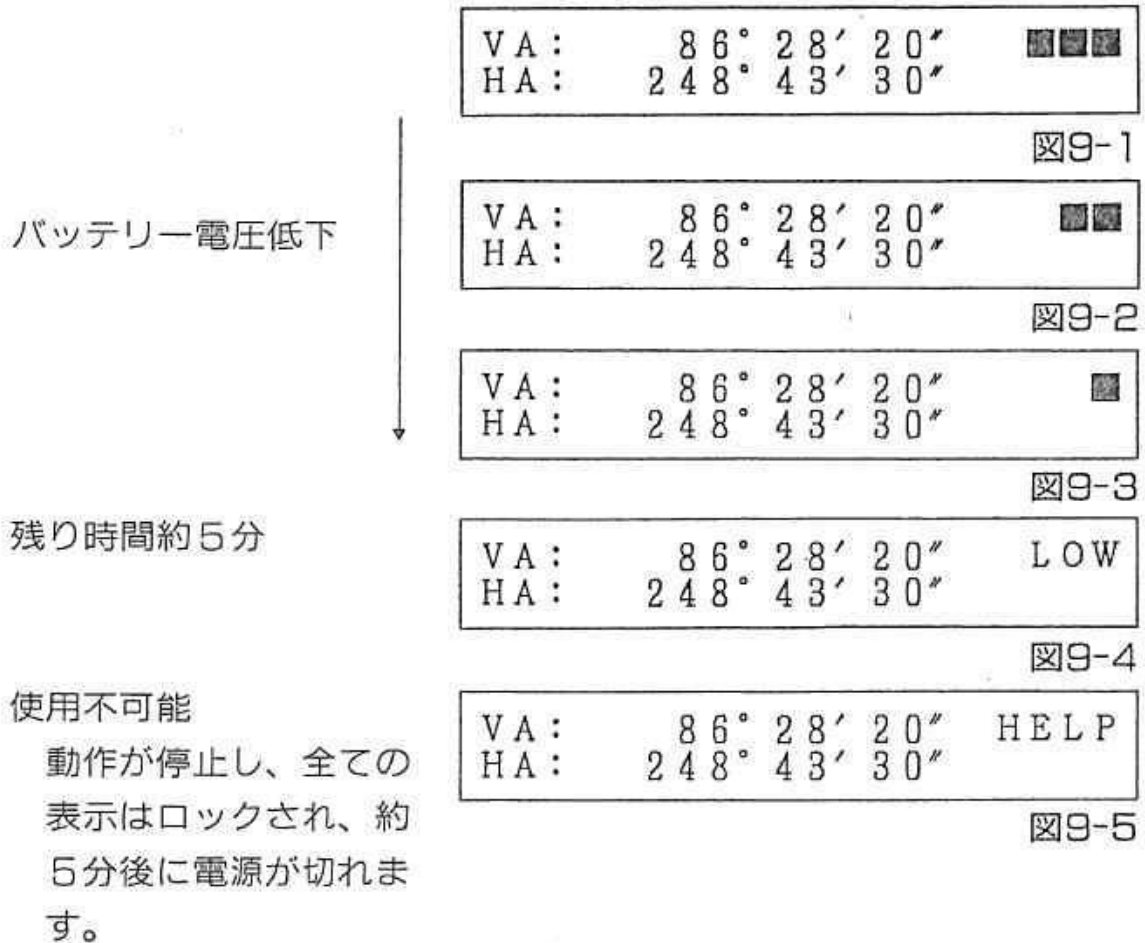 VA: 86° 28′ 20″ ■■■
HA: 248° 43′ 30″
図9-1
バッテリー電圧低下
VA: 86° 28′ 20″ ■■
HA: 248° 43′ 30″
図9-2
VA: 86° 28′ 20″ ■
HA: 248° 43′ 30″
図9-3
残り時間約5分
VA: 86° 28′ 20″ LOW
HA: 248° 43′ 30″
図9-4
使用不可能
動作が停止し、全ての
表示はロックされ、約
5分後に電源が切れま
す。
VA: 86° 28′ 20″ HELP
HA: 248° 43′ 30″
図9-5